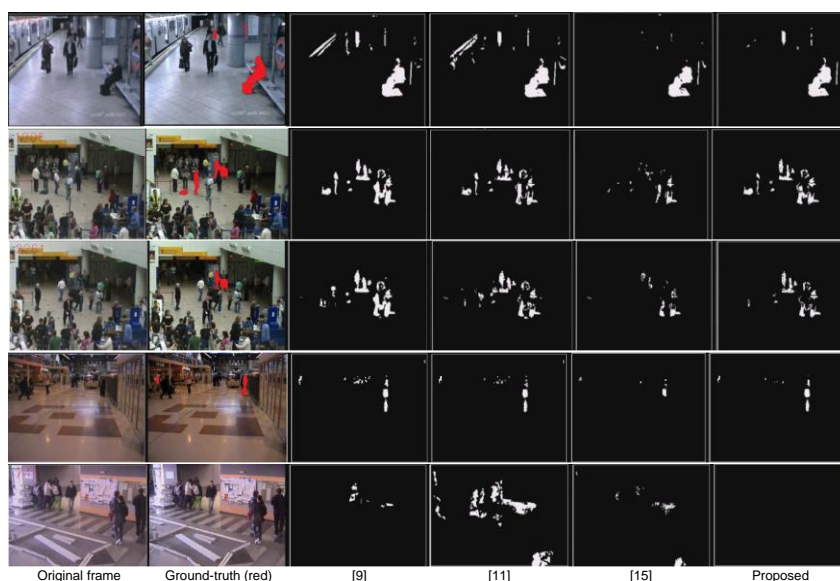 Original frame
Ground-truth (red)
[9]
[11]
[15]
Proposed